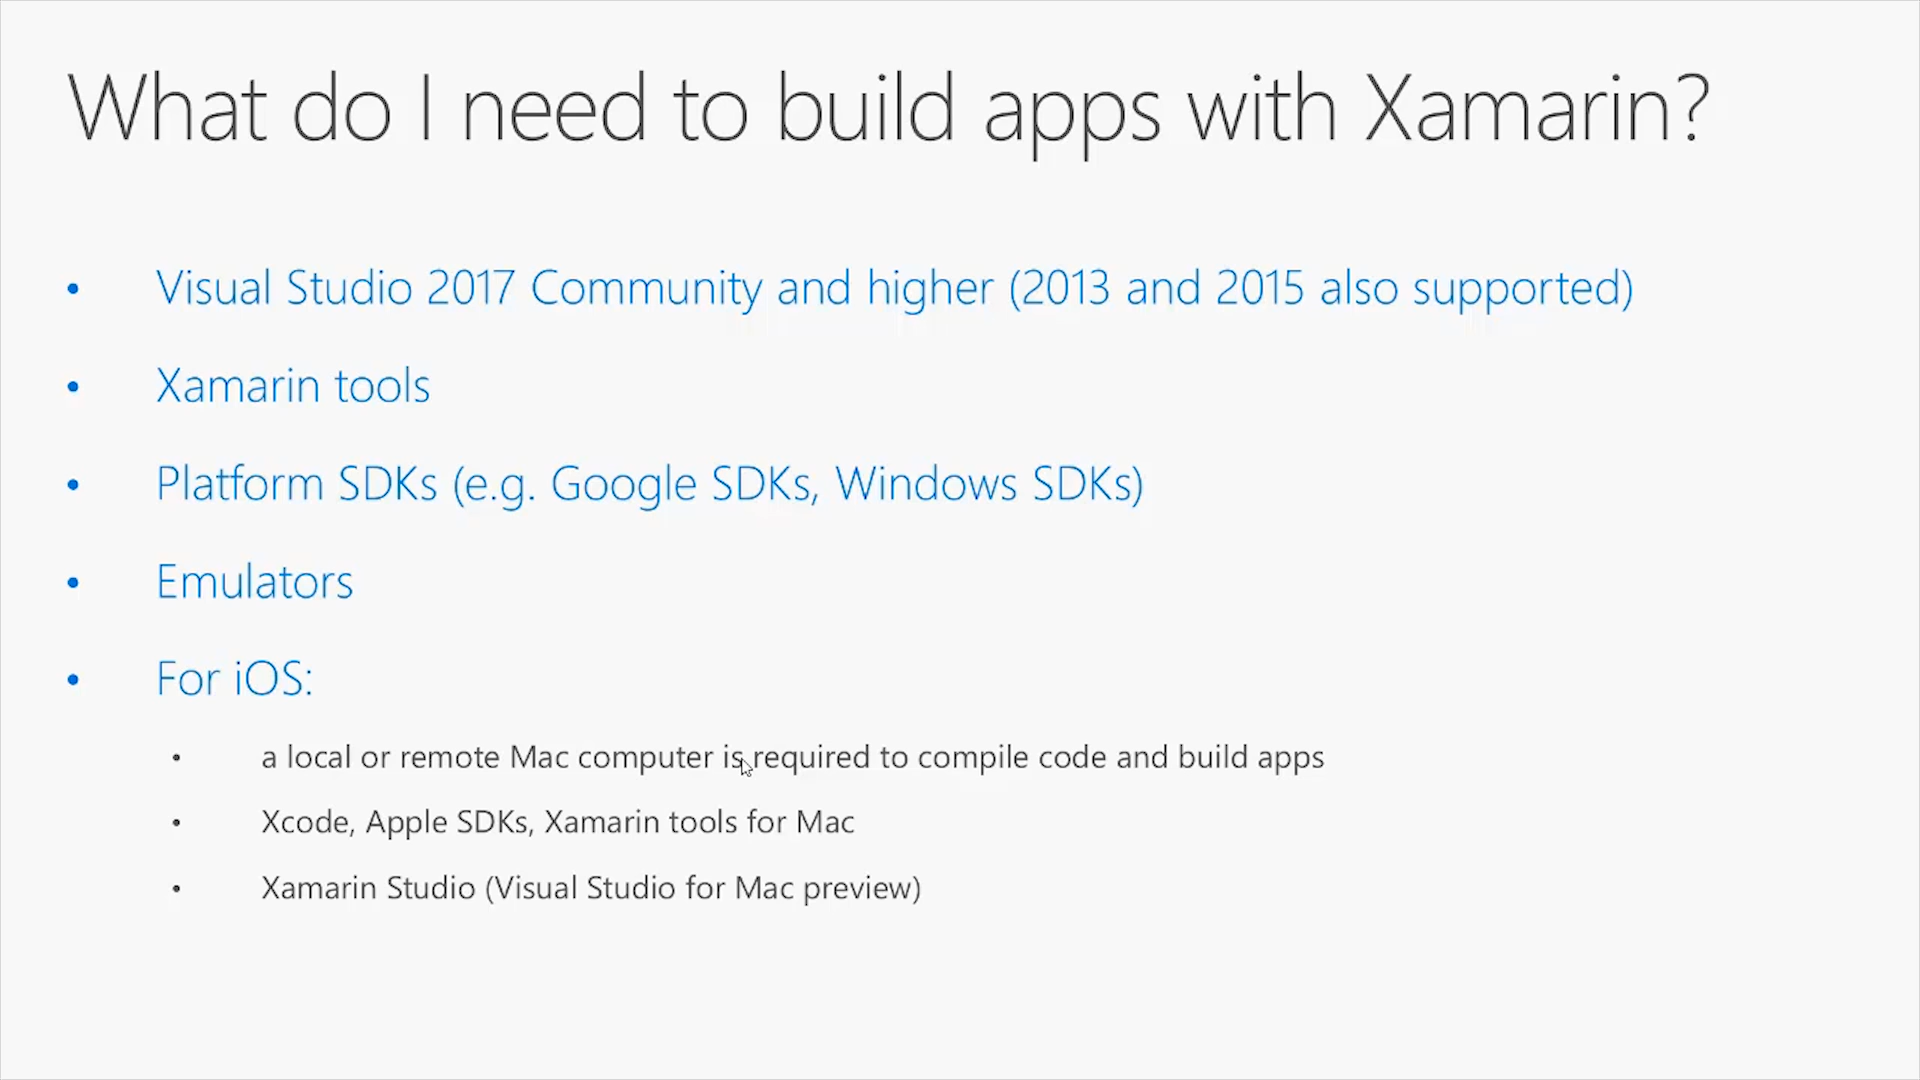 What do I need to build apps with Xamarin?
• Visual Studio 2017 Community and higher (2013 and 2015 also supported)
• Xamarin tools
• Platform SDKs (e.g. Google SDKs, Windows SDKs)
• Emulators
• For iOS:
• a local or remote Mac computer is required to compile code and build apps
• Xcode, Apple SDKs, Xamarin tools for Mac
• Xamarin Studio (Visual Studio for Mac preview)